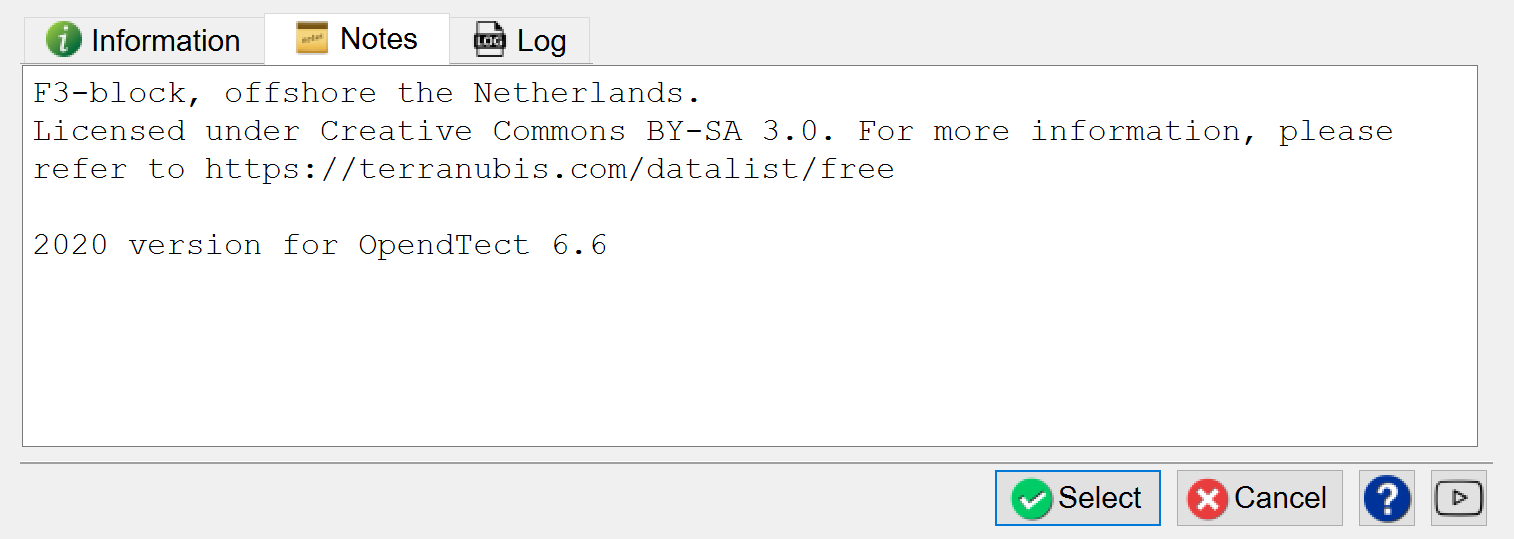 Information
Notes
Log
F3-block, offshore the Netherlands.
Licensed under Creative Commons BY-SA 3.0. For more information, please
refer to https://terranubis.com/datalist/free
2020 version for OpendTect 6.6
Select
Cancel